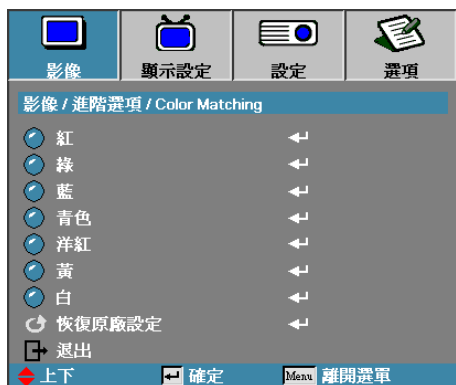 影像 顯示設定 設定 選項
影像 / 進階選項 / Color Matching
紅
綠
藍
青色
洋紅
黃
白
恢復原廠設定
退出
上下 確定 Menu 離開選單